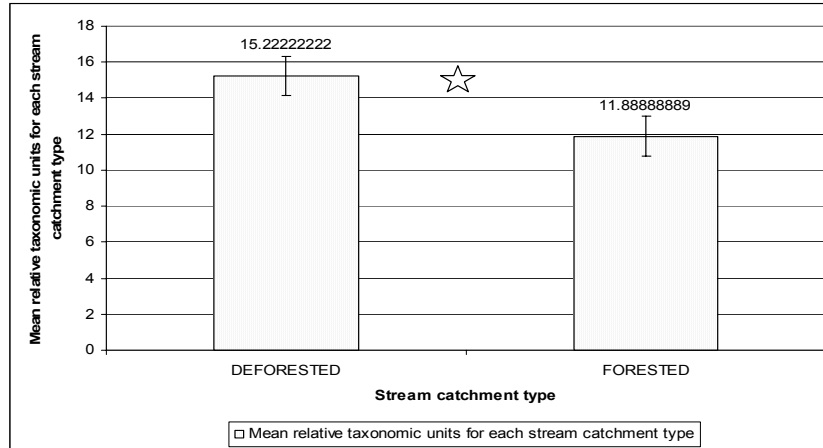 Mean relative taxonomic units for each stream
catchment type
18
16
14
12
10
8
6
4
2
0
15.22222222
11.88888889
DEFORESTED
FORESTED
Stream catchment type
Mean relative taxonomic units for each stream catchment type